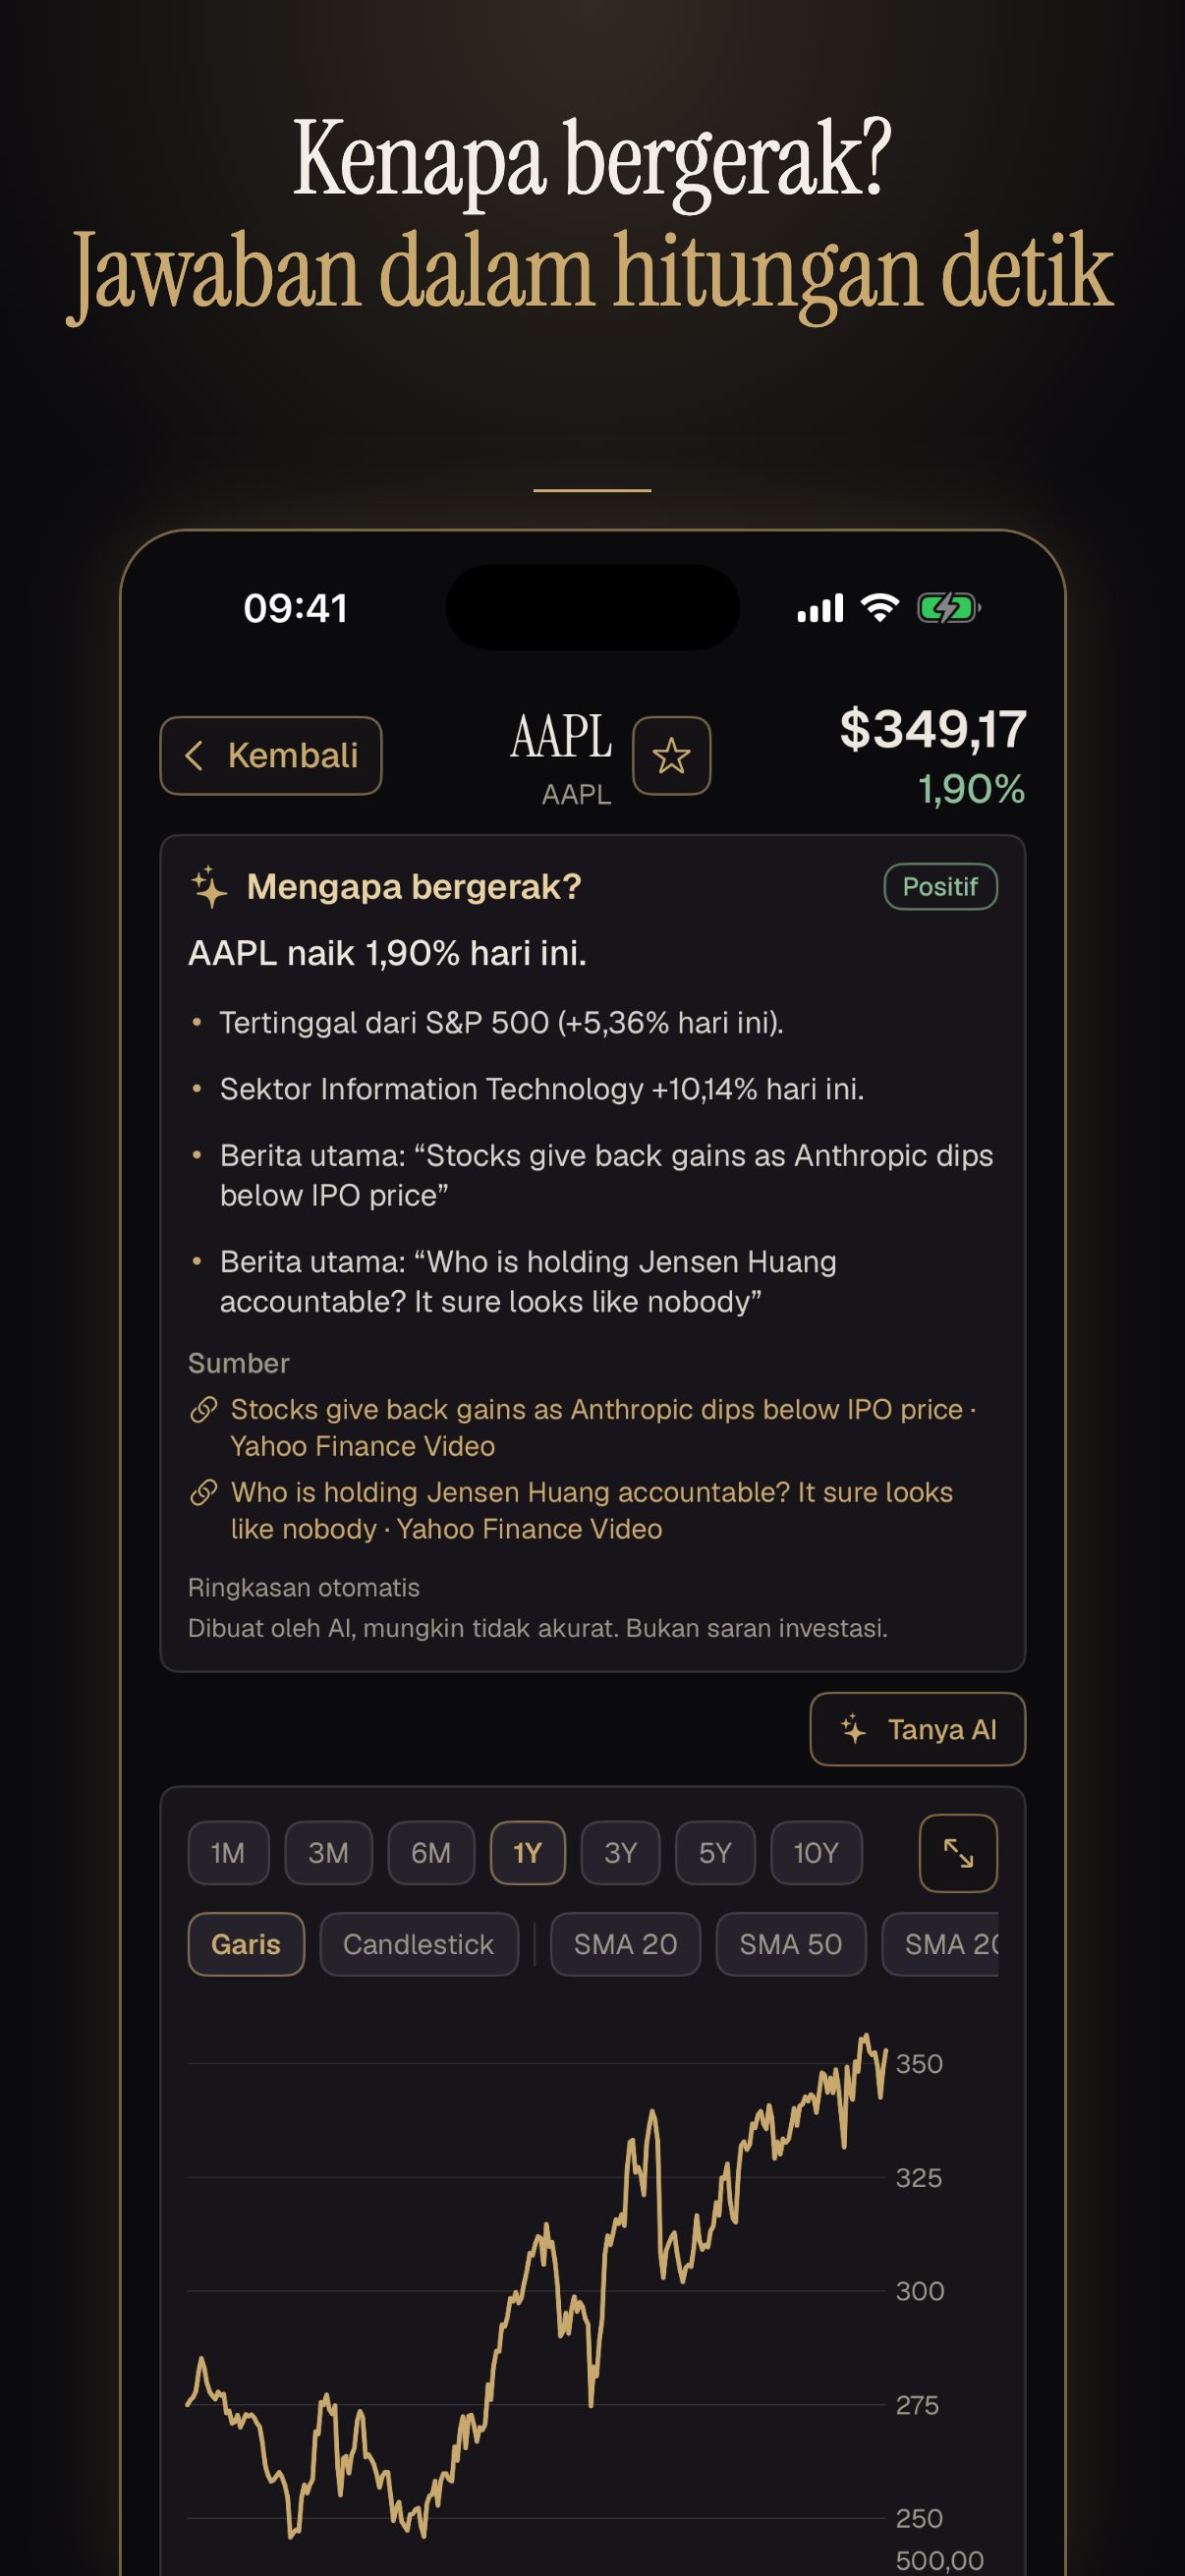 Kenapa bergerak?
Jawaban dalam hitungan detik
09:41
Kembali
AAPL
AAPL
$349,17
1,90%
Mengapa bergerak?
Positif
AAPL naik 1,90% hari ini.
• Tertinggal dari S&P 500 (+5,36% hari ini).
• Sektor Information Technology +10,14% hari ini.
• Berita utama: “Stocks give back gains as Anthropic dips
below IPO price”
• Berita utama: “Who is holding Jensen Huang
accountable? It sure looks like nobody”
Sumber
Stocks give back gains as Anthropic dips below IPO price ·
Yahoo Finance Video
Who is holding Jensen Huang accountable? It sure looks
like nobody · Yahoo Finance Video
Ringkasan otomatis
Dibuat oleh AI, mungkin tidak akurat. Bukan saran investasi.
Tanya AI
1M 3M 6M 1Y 3Y 5Y 10Y
Garis Candlestick SMA 20 SMA 50 SMA 20
350
325
300
275
250
500,00